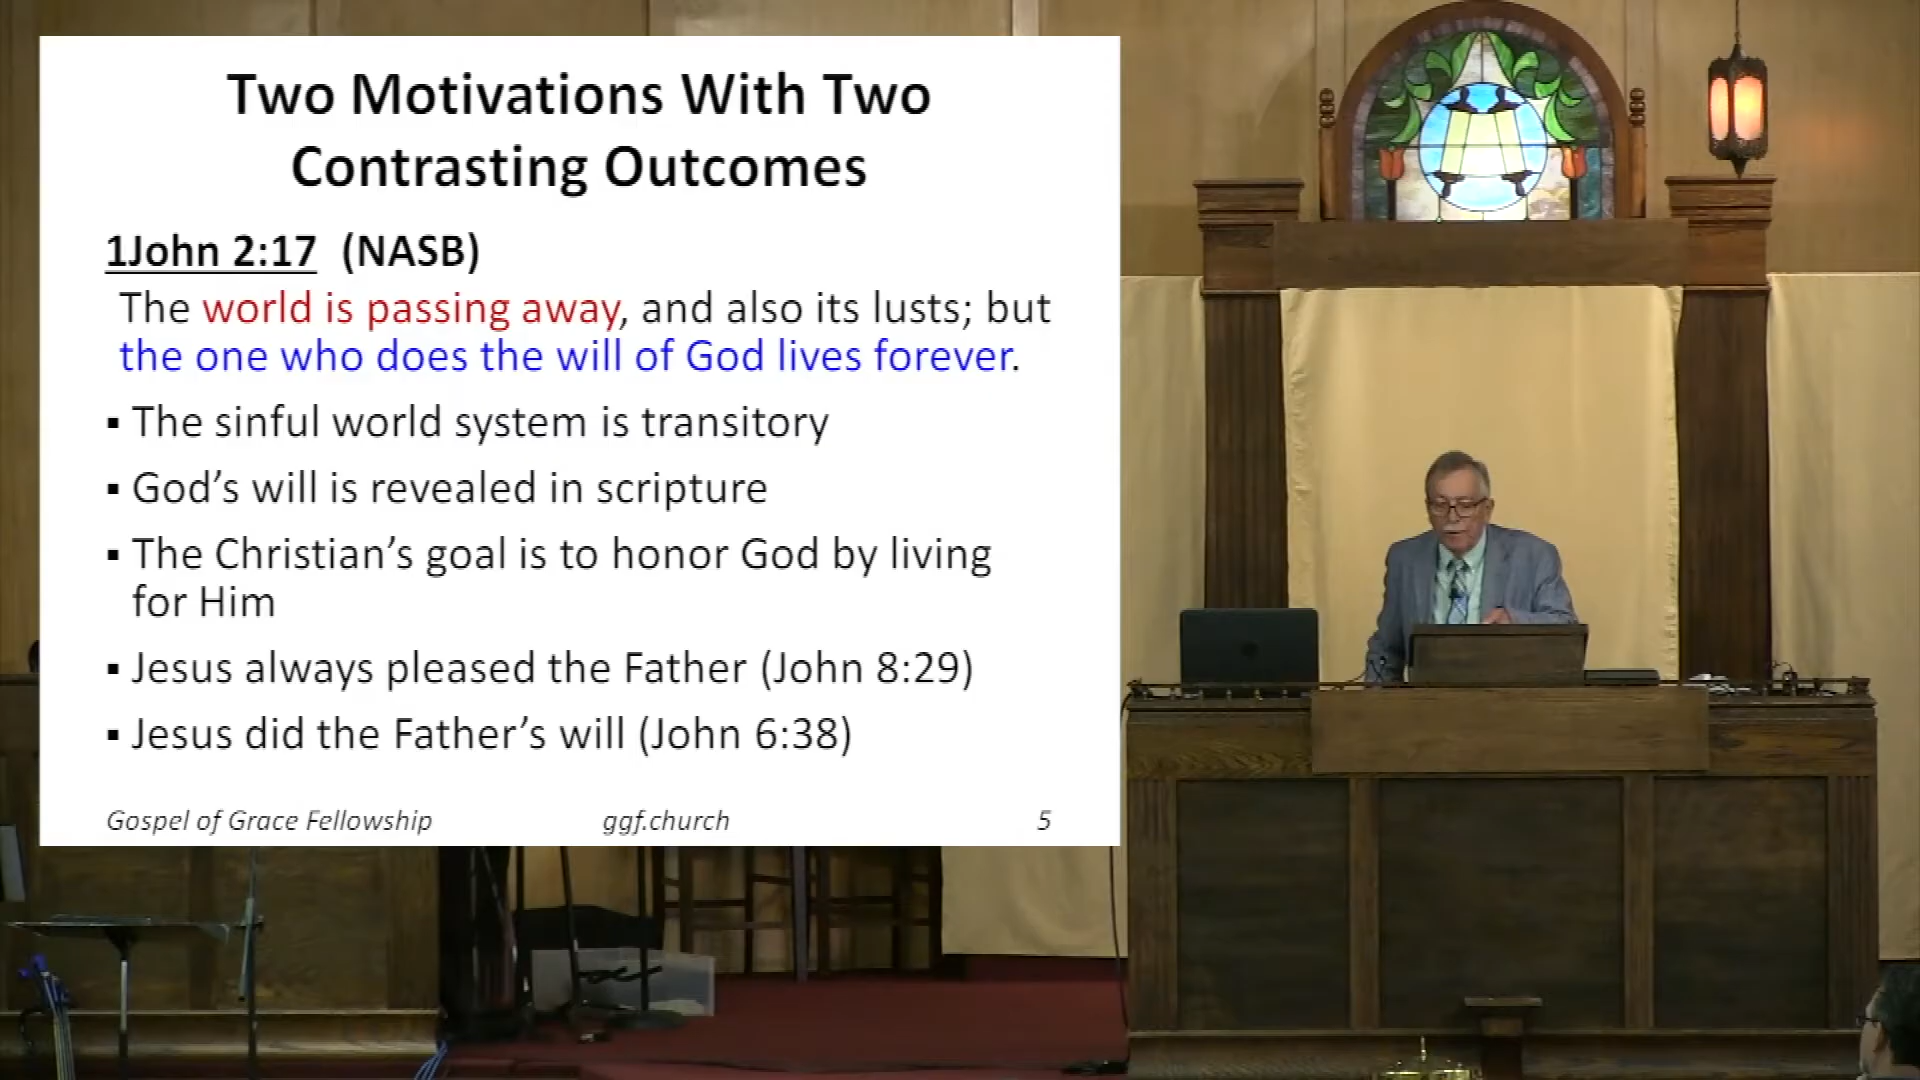 Two Motivations With Two
Contrasting Outcomes
1John 2:17 (NASB)
The world is passing away, and also its lusts; but
the one who does the will of God lives forever.
▪ The sinful world system is transitory
▪ God’s will is revealed in scripture
▪ The Christian’s goal is to honor God by living
for Him
▪ Jesus always pleased the Father (John 8:29)
▪ Jesus did the Father’s will (John 6:38)
Gospel of Grace Fellowship ggf.church 5